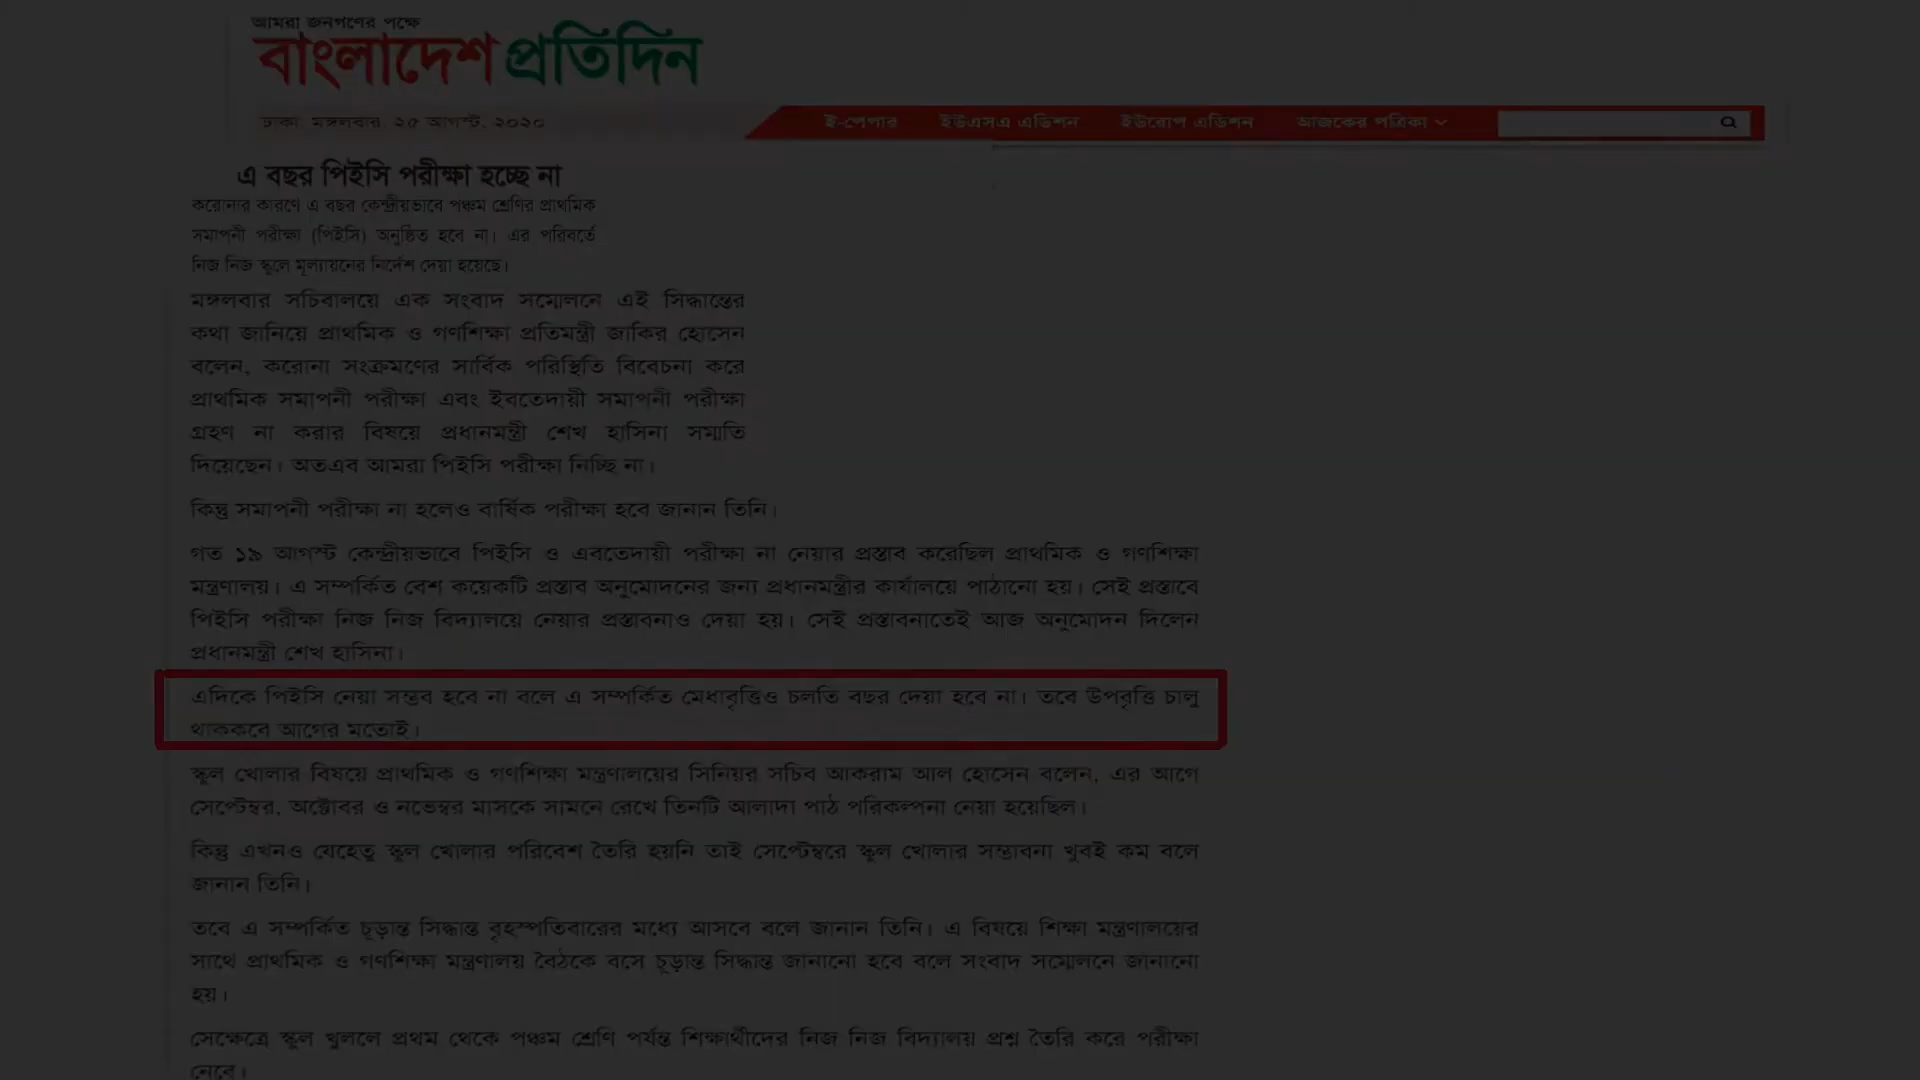 আমরা জনগণের পক্ষে
বাংলাদেশ প্রতিদিন
ঢাকা, মঙ্গলবার, ২৫ আগস্ট, ২০২০
ই-পেপার ইউএসএ এডিশন ইউরোপ এডিশন আজকের পত্রিকা
এ বছর পিইসি পরীক্ষা হচ্ছে না
করোনার কারণে এ বছর কেন্দ্রীয়ভাবে পঞ্চম শ্রেণির প্রাথমিক
সমাপনী পরীক্ষা (পিইসি) অনুষ্ঠিত হবে না। এর পরিবর্তে
নিজ নিজ স্কুলে মূল্যায়নের নির্দেশ দেয়া হয়েছে।
মঙ্গলবার সচিবালয়ে এক সংবাদ সম্মেলনে এই সিদ্ধান্তের
কথা জানিয়ে প্রাথমিক ও গণশিক্ষা প্রতিমন্ত্রী জাকির হোসেন
বলেন, করোনা সংক্রমণের সার্বিক পরিস্থিতি বিবেচনা করে
প্রাথমিক সমাপনী পরীক্ষা এবং ইবতেদায়ী সমাপনী পরীক্ষা
গ্রহণ না করার বিষয়ে প্রধানমন্ত্রী শেখ হাসিনা সম্মতি
দিয়েছেন। অতএব আমরা পিইসি পরীক্ষা নিচ্ছি না।
কিন্তু সমাপনী পরীক্ষা না হলেও বার্ষিক পরীক্ষা হবে জানান তিনি।
গত ১৯ আগস্ট কেন্দ্রীয়ভাবে পিইসি ও এবতেদায়ী পরীক্ষা না নেয়ার প্রস্তাব করেছিল প্রাথমিক ও গণশিক্ষা
মন্ত্রণালয়। এ সম্পর্কিত বেশ কয়েকটি প্রস্তাব অনুমোদনের জন্য প্রধানমন্ত্রীর কার্যালয়ে পাঠানো হয়। সেই প্রস্তাবে
পিইসি পরীক্ষা নিজ নিজ বিদ্যালয়ে নেয়ার প্রস্তাবনাও দেয়া হয়। সেই প্রস্তাবনাতেই আজ অনুমোদন দিলেন
প্রধানমন্ত্রী শেখ হাসিনা।
এদিকে পিইসি নেয়া সম্ভব হবে না বলে এ সম্পর্কিত মেধাবৃত্তিও চলতি বছর দেয়া হবে না। তবে উপবৃত্তি চালু
থাককবে আগের মতোই।
স্কুল খোলার বিষয়ে প্রাথমিক ও গণশিক্ষা মন্ত্রণালয়ের সিনিয়র সচিব আকরাম আল হোসেন বলেন, এর আগে
সেপ্টেম্বর, অক্টোবর ও নভেম্বর মাসকে সামনে রেখে তিনটি আলাদা পাঠ পরিকল্পনা নেয়া হয়েছিল।
কিন্তু এখনও যেহেতু স্কুল খোলার পরিবেশ তৈরি হয়নি তাই সেপ্টেম্বরে স্কুল খোলার সম্ভাবনা খুবই কম বলে
জানান তিনি।
তবে এ সম্পর্কিত চূড়ান্ত সিদ্ধান্ত বৃহস্পতিবারের মধ্যে আসবে বলে জানান তিনি। এ বিষয়ে শিক্ষা মন্ত্রণালয়ের
সাথে প্রাথমিক ও গণশিক্ষা মন্ত্রণালয় বৈঠকে বসে চূড়ান্ত সিদ্ধান্ত জানানো হবে বলে সংবাদ সম্মেলনে জানানো
হয়।
সেক্ষেত্রে স্কুল খুললে প্রথম থেকে পঞ্চম শ্রেণি পর্যন্ত শিক্ষার্থীদের নিজ নিজ বিদ্যালয় প্রশ্ন তৈরি করে পরীক্ষা
নেবে।